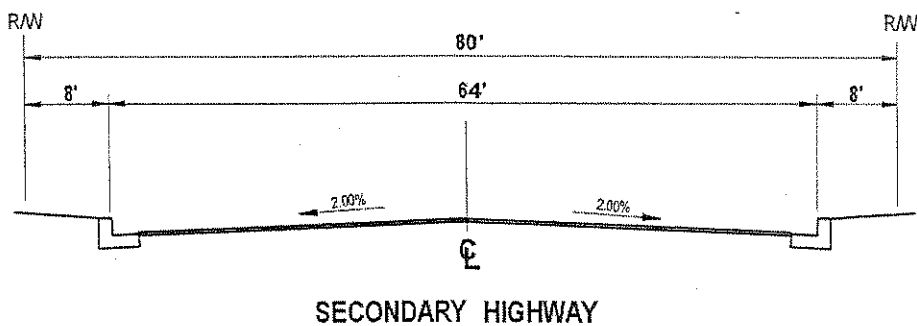 R/W R/W
80'
8' 64' 8'
2.00% 2.00%
℄
SECONDARY HIGHWAY